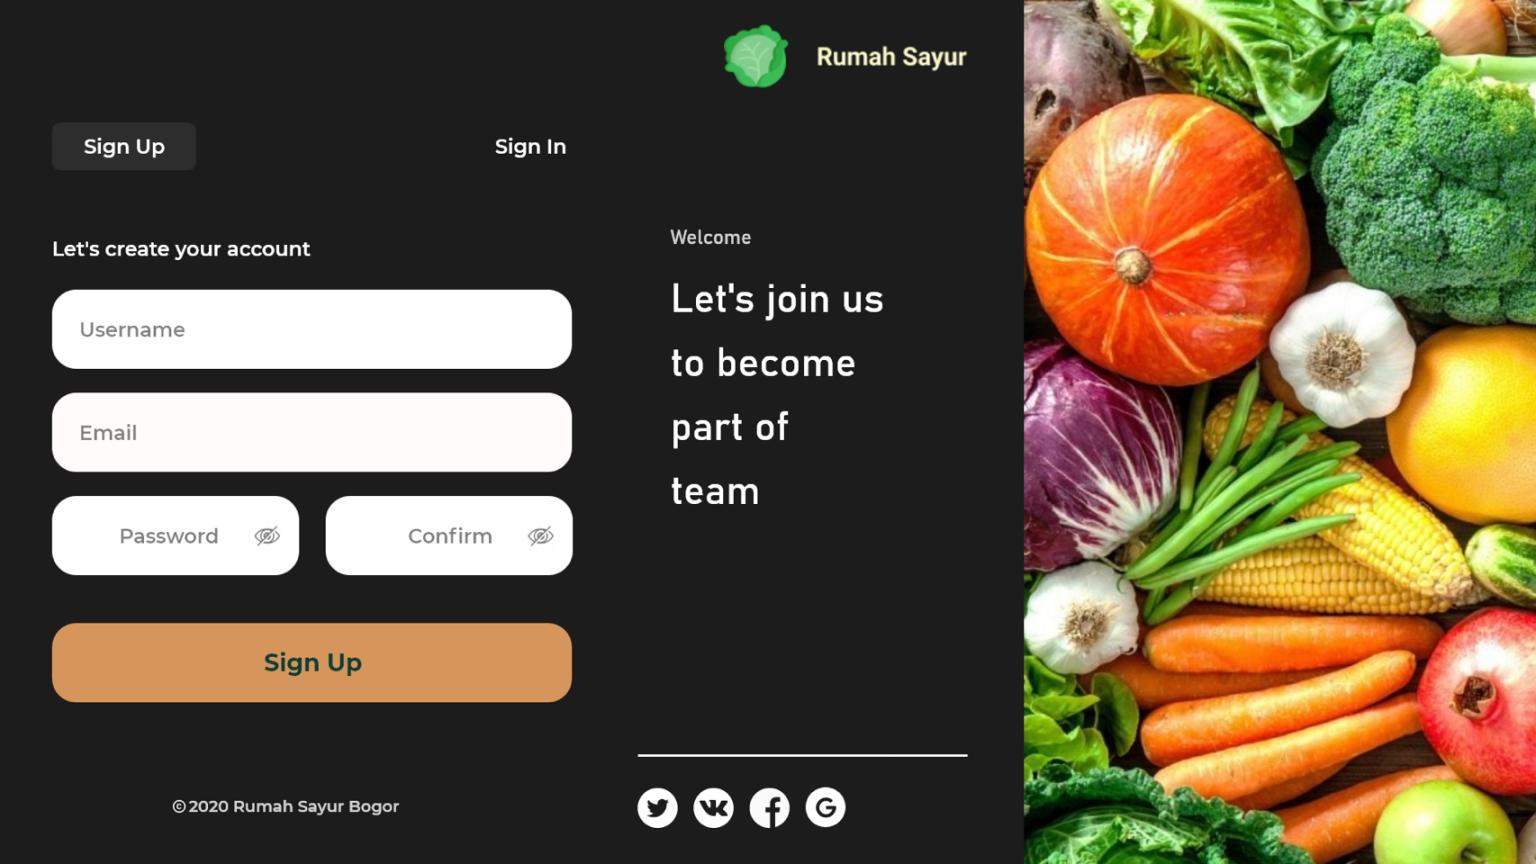 Rumah Sayur
Sign Up
Sign In
Let's create your account
Username
Email
Password
Confirm
Sign Up
© 2020 Rumah Sayur Bogor
Welcome
Let's join us
to become
part of
team